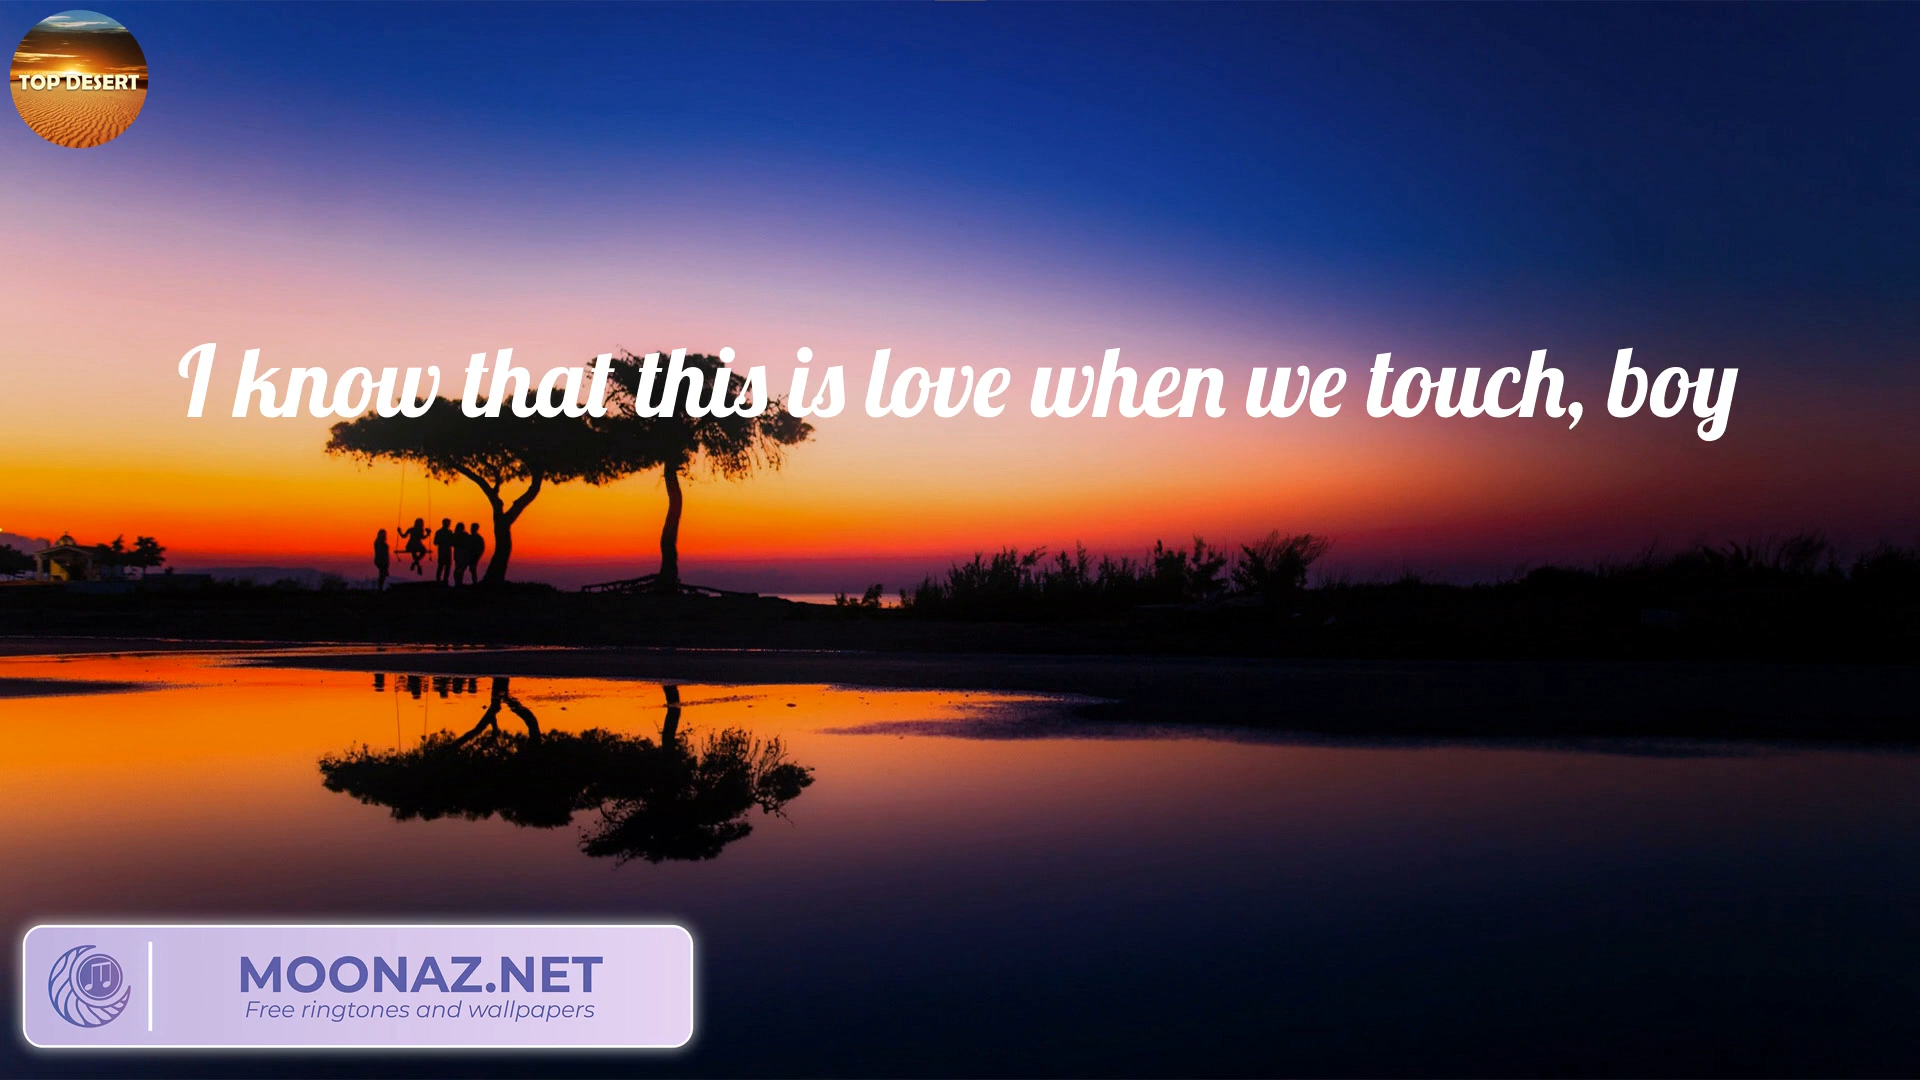 TOP DESERT
I know that this is love when we touch, boy
MOONAZ.NET
Free ringtones and wallpapers